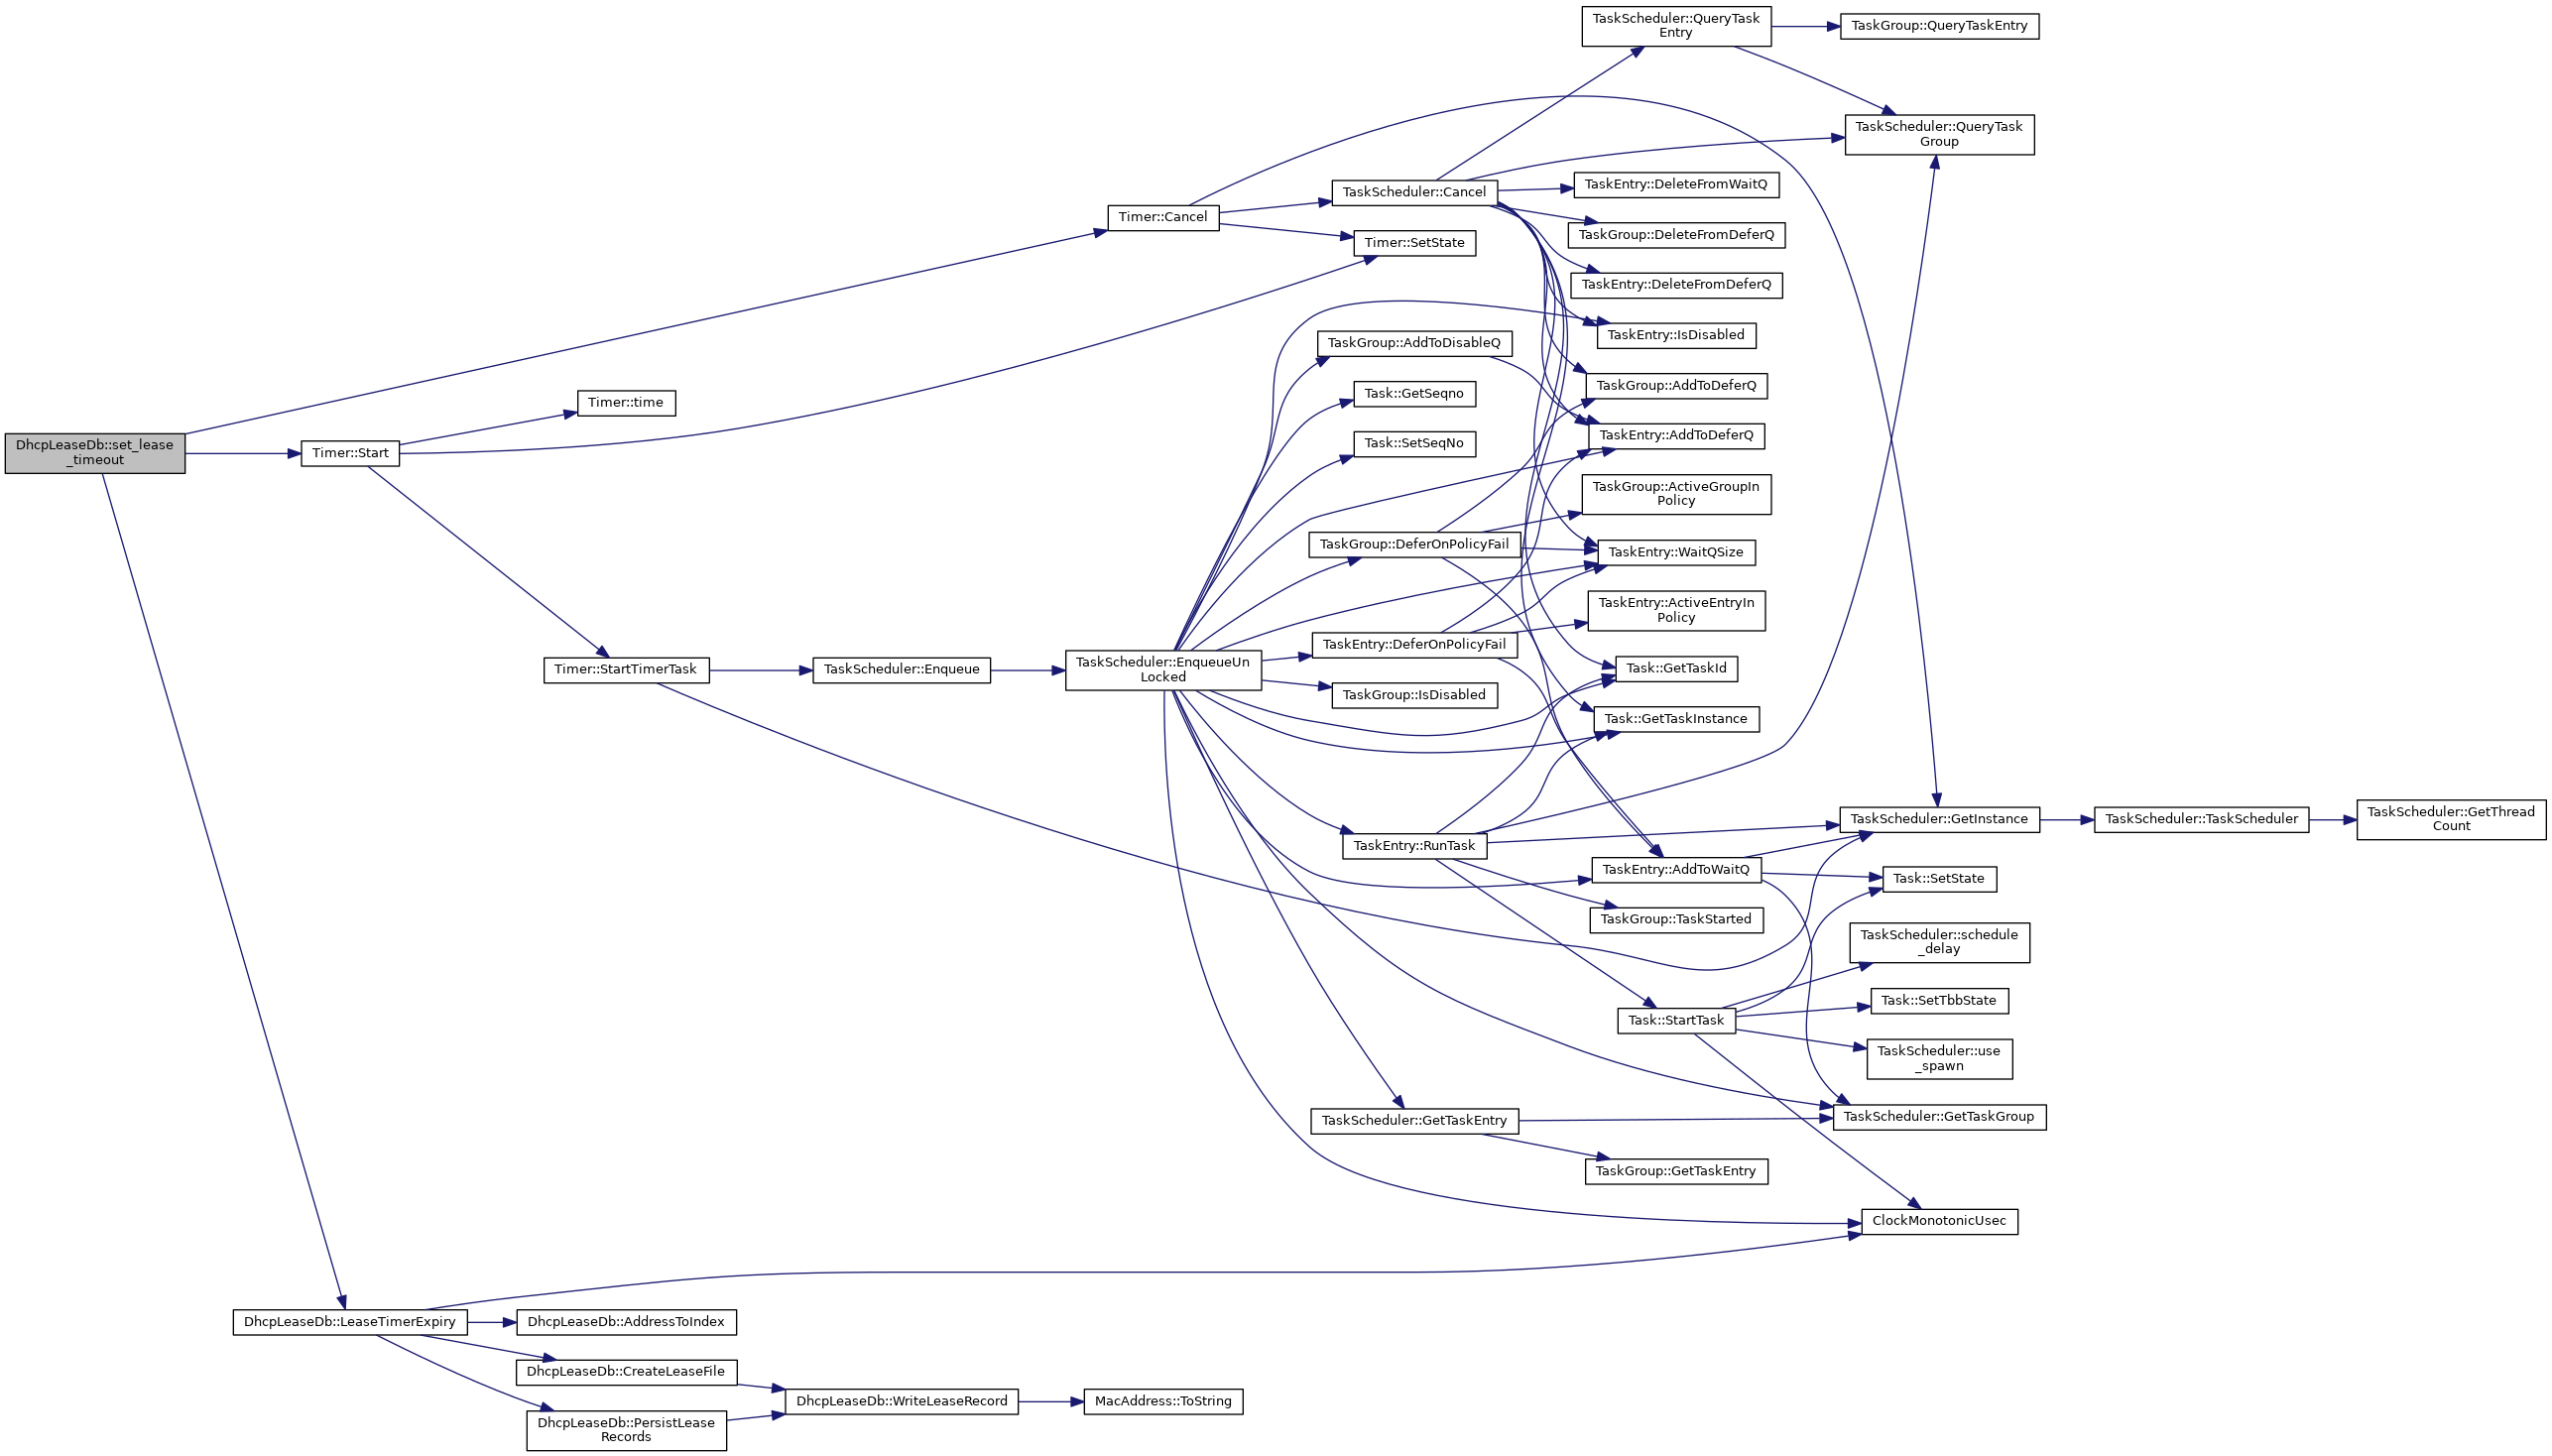 TaskScheduler::QueryTask
Entry
TaskGroup::QueryTaskEntry
TaskScheduler::QueryTask
Group
TaskScheduler::Cancel
TaskEntry::DeleteFromWaitQ
Timer::Cancel
TaskGroup::DeleteFromDeferQ
Timer::SetState
TaskEntry::DeleteFromDeferQ
TaskGroup::AddToDisableQ
TaskEntry::IsDisabled
Task::GetSeqno
TaskGroup::AddToDeferQ
Timer::time
DhcpLeaseDb::set_lease
_timeout
Timer::Start
Task::SetSeqNo
TaskEntry::AddToDeferQ
TaskGroup::ActiveGroupIn
Policy
TaskGroup::DeferOnPolicyFail
TaskEntry::WaitQSize
TaskEntry::ActiveEntryIn
Policy
TaskEntry::DeferOnPolicyFail
Timer::StartTimerTask
TaskScheduler::Enqueue
TaskScheduler::EnqueueUn
Locked
Task::GetTaskId
TaskGroup::IsDisabled
Task::GetTaskInstance
TaskScheduler::GetInstance
TaskScheduler::TaskScheduler
TaskScheduler::GetThread
Count
TaskEntry::RunTask
TaskEntry::AddToWaitQ
Task::SetState
TaskGroup::TaskStarted
TaskScheduler::schedule
_delay
Task::SetTbbState
Task::StartTask
TaskScheduler::use
_spawn
TaskScheduler::GetTaskEntry
TaskScheduler::GetTaskGroup
TaskGroup::GetTaskEntry
ClockMonotonicUsec
DhcpLeaseDb::LeaseTimerExpiry
DhcpLeaseDb::AddressToIndex
DhcpLeaseDb::CreateLeaseFile
DhcpLeaseDb::WriteLeaseRecord
MacAddress::ToString
DhcpLeaseDb::PersistLease
Records